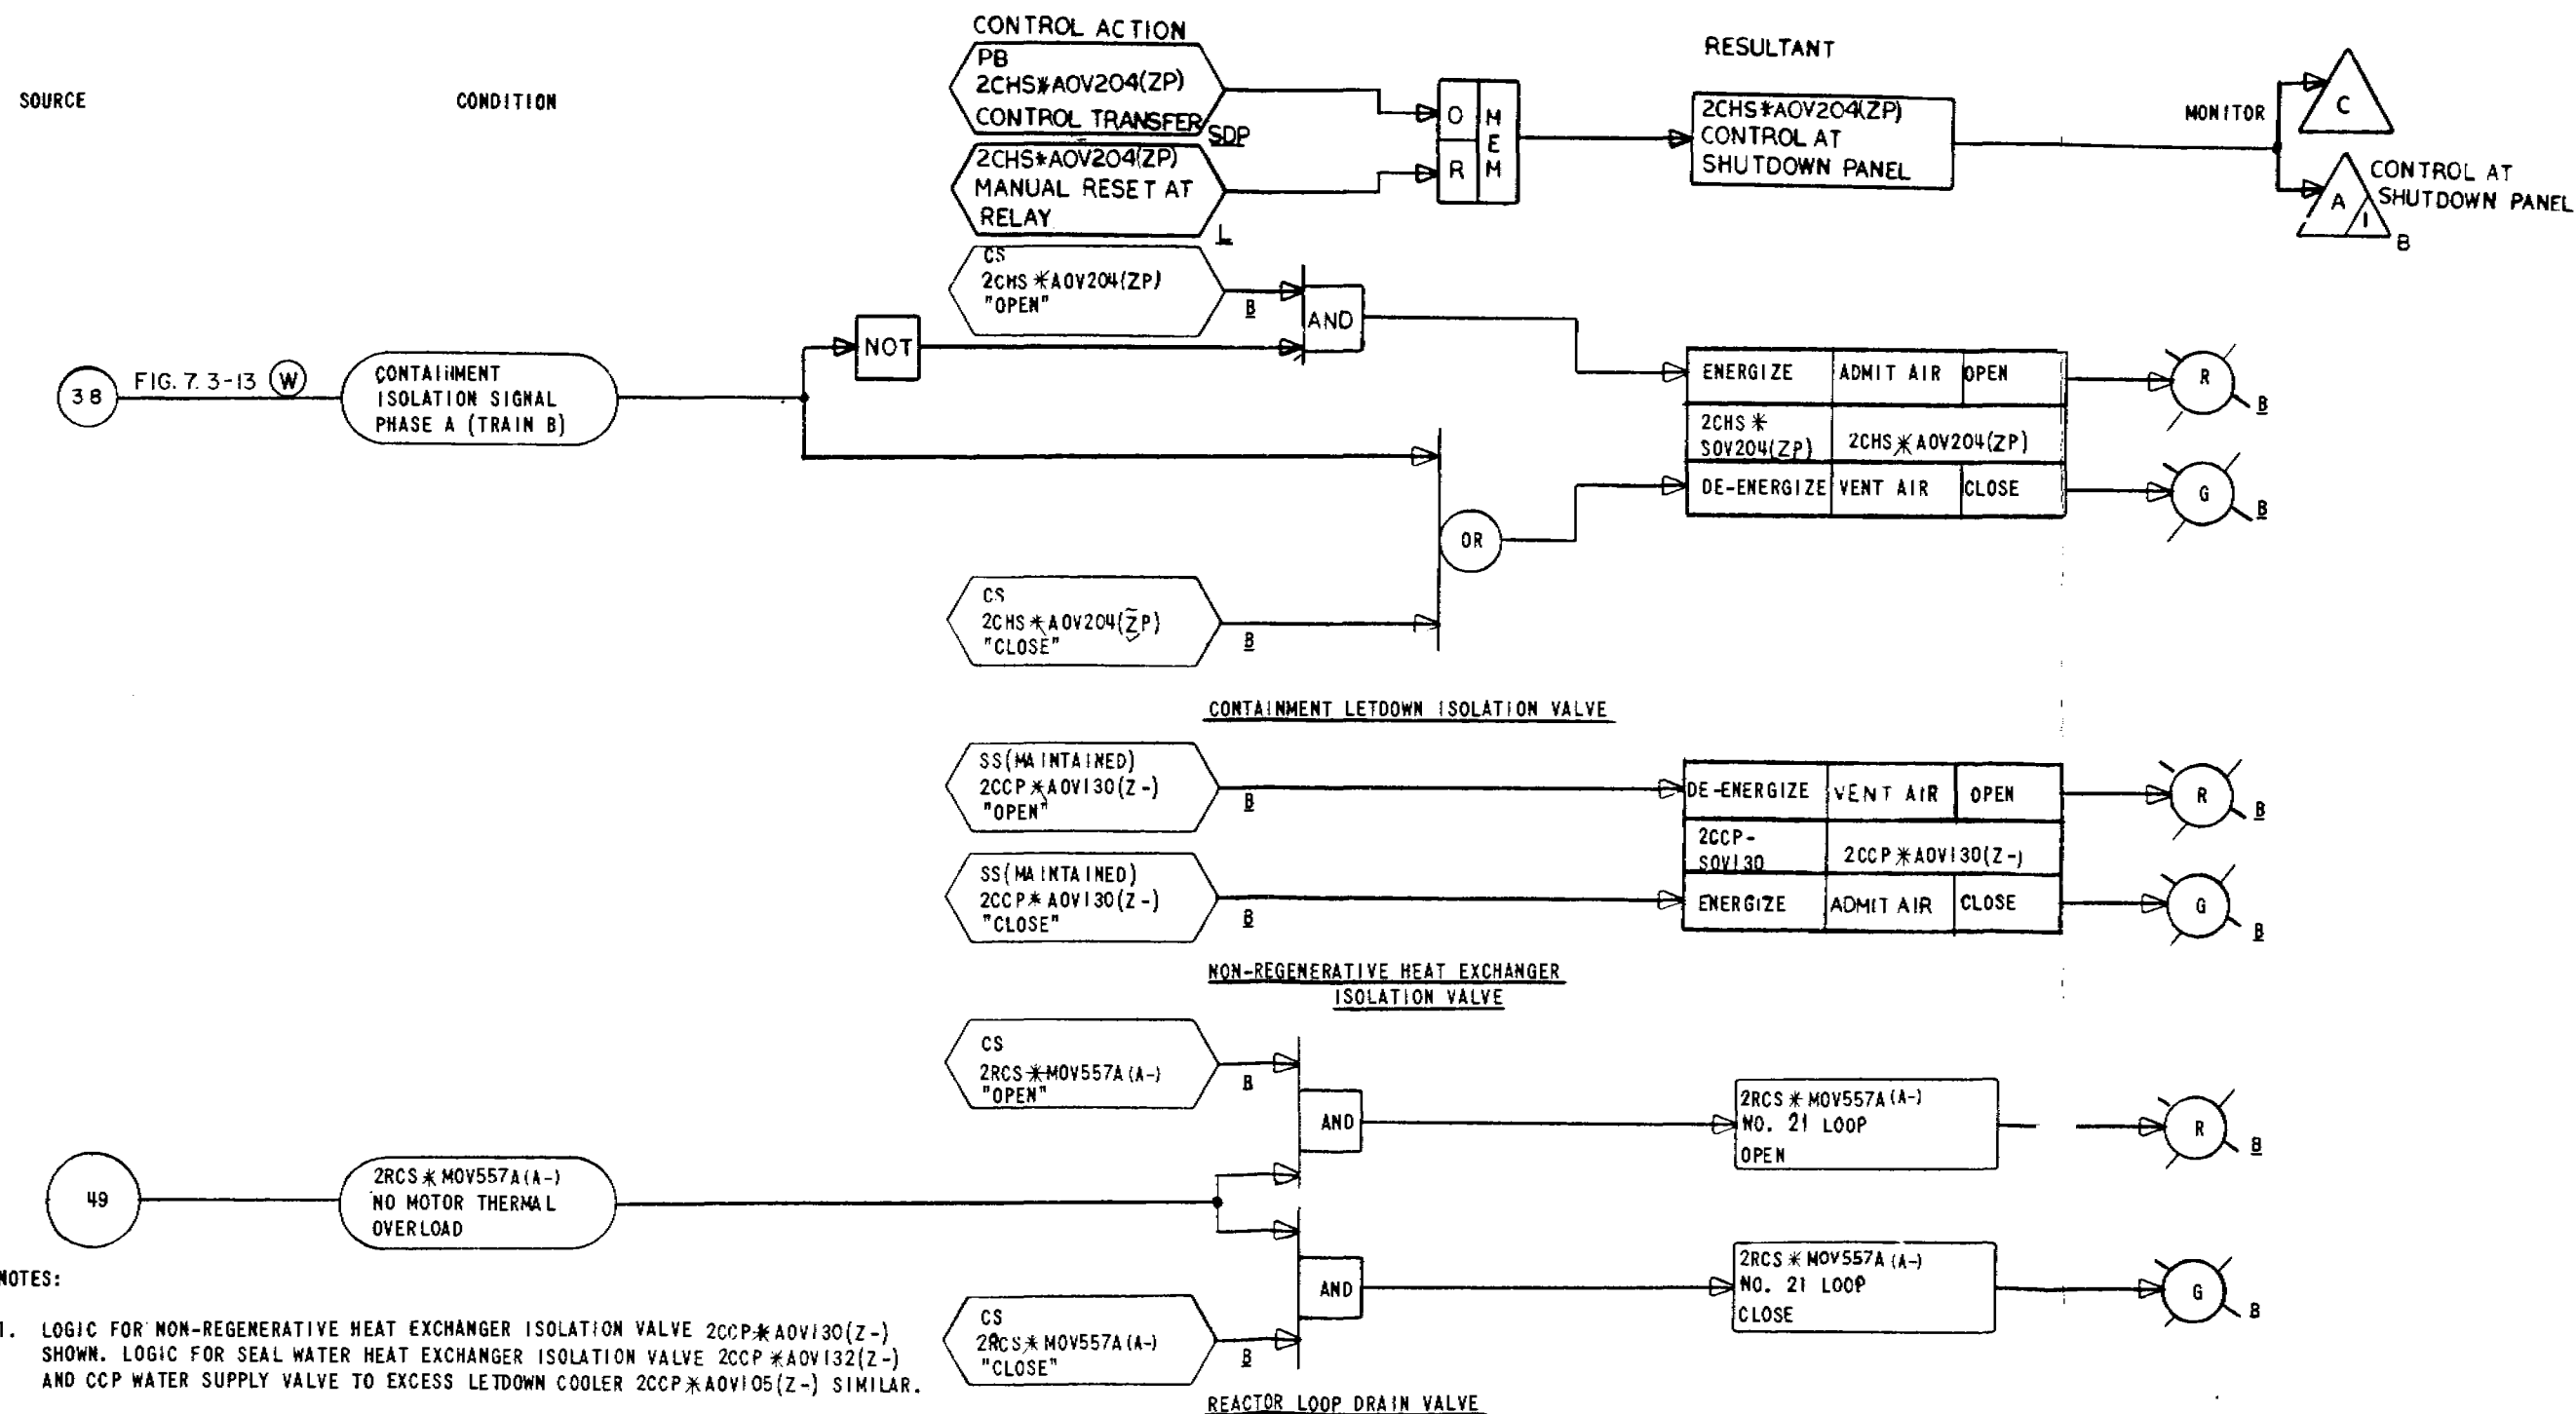 CONTROL ACTION
RESULTANT
SOURCE
CONDITION
PB
2CHS*AOV204(ZP)
CONTROL TRANSFER
SDP
2CHS*AOV204(ZP)
MANUAL RESET AT
RELAY
L
O
R
MEM
2CHS*AOV204(ZP)
CONTROL AT
SHUTDOWN PANEL
MONITOR
C
A
1
B
CONTROL AT
SHUTDOWN PANEL
CS
2CHS*AOV204(ZP)
"OPEN"
B
AND
NOT
38
FIG. 7.3-13
W
CONTAINMENT
ISOLATION SIGNAL
PHASE A (TRAIN B)
ENERGIZE
ADMIT AIR
OPEN
2CHS*
SOV204(ZP)
2CHS*AOV204(ZP)
DE-ENERGIZE
VENT AIR
CLOSE
R
B
G
B
OR
CS
2CHS*AOV204(ZP)
"CLOSE"
B
CONTAINMENT LETDOWN ISOLATION VALVE
SS(MAINTAINED)
2CCP*AOV130(Z-)
"OPEN"
B
SS(MAINTAINED)
2CCP*AOV130(Z-)
"CLOSE"
B
DE-ENERGIZE
VENT AIR
OPEN
2CCP-
SOV130
2CCP*AOV130(Z-)
ENERGIZE
ADMIT AIR
CLOSE
R
B
G
B
NON-REGENERATIVE HEAT EXCHANGER
ISOLATION VALVE
CS
2RCS*MOV557A(A-)
"OPEN"
B
AND
2RCS*MOV557A(A-)
NO. 21 LOOP
OPEN
R
B
49
2RCS*MOV557A(A-)
NO MOTOR THERMAL
OVERLOAD
AND
2RCS*MOV557A(A-)
NO. 21 LOOP
CLOSE
G
B
CS
2RCS*MOV557A(A-)
"CLOSE"
B
REACTOR LOOP DRAIN VALVE
NOTES:
1. LOGIC FOR NON-REGENERATIVE HEAT EXCHANGER ISOLATION VALVE 2CCP*AOV130(Z-)
SHOWN. LOGIC FOR SEAL WATER HEAT EXCHANGER ISOLATION VALVE 2CCP*AOV132(Z-)
AND CCP WATER SUPPLY VALVE TO EXCESS LETDOWN COOLER 2CCP*AOV105(Z-) SIMILAR.